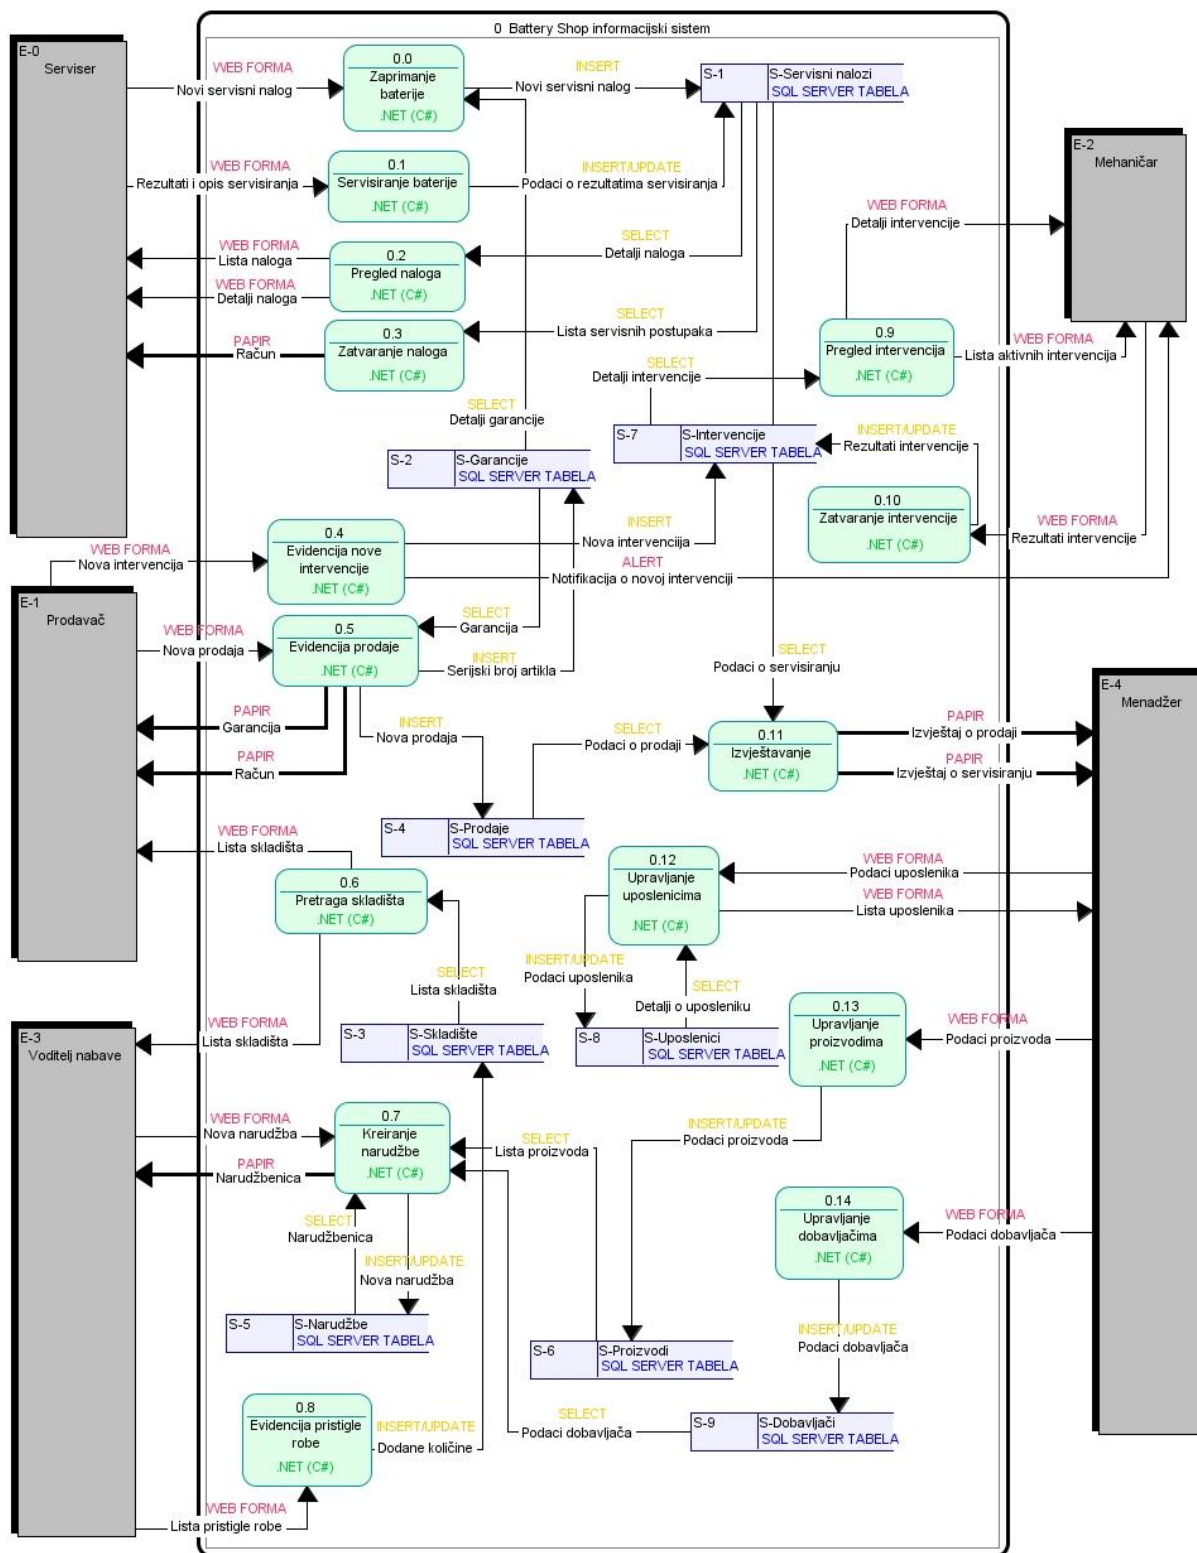 0 Battery Shop informacijski sistem
E-0
Serviser
WEB FORMA
Novi servisni nalog
0.0
Zaprimanje
baterije
.NET (C#)
INSERT
Novi servisni nalog
S-1
S-Servisni nalozi
SQL SERVER TABELA
WEB FORMA
Rezultati i opis servisiranja
0.1
Servisiranje baterije
.NET (C#)
INSERT/UPDATE
Podaci o rezultatima servisiranja
E-2
Mehaničar
WEB FORMA
Detalji intervencije
WEB FORMA
Lista naloga
WEB FORMA
Detalji naloga
0.2
Pregled naloga
.NET (C#)
SELECT
Detalji naloga
PAPIR
Račun
0.3
Zatvaranje naloga
.NET (C#)
SELECT
Lista servisnih postupaka
0.9
Pregled intervencija
.NET (C#)
WEB FORMA
Lista aktivnih intervencija
SELECT
Detalji intervencije
SELECT
Detalji garancije
S-7
S-Intervencije
SQL SERVER TABELA
INSERT/UPDATE
Rezultati intervencije
S-2
S-Garancije
SQL SERVER TABELA
0.10
Zatvaranje intervencije
.NET (C#)
WEB FORMA
Rezultati intervencije
WEB FORMA
Nova intervencija
0.4
Evidencija nove
intervencije
.NET (C#)
INSERT
Nova intervenciija
ALERT
Notifikacija o novoj intervenciji
E-1
Prodavač
WEB FORMA
Nova prodaja
0.5
Evidencija prodaje
.NET (C#)
SELECT
Garancija
INSERT
Serijski broj artikla
SELECT
Podaci o servisiranju
E-4
Menadžer
PAPIR
Garancija
PAPIR
Račun
INSERT
Nova prodaja
SELECT
Podaci o prodaji
0.11
Izvještavanje
.NET (C#)
PAPIR
Izvještaj o prodaji
PAPIR
Izvještaj o servisiranju
S-4
S-Prodaje
SQL SERVER TABELA
WEB FORMA
Lista skladišta
0.6
Pretraga skladišta
.NET (C#)
0.12
Upravljanje
uposlenicima
.NET (C#)
WEB FORMA
Podaci uposlenika
WEB FORMA
Lista uposlenika
SELECT
Lista skladišta
INSERT/UPDATE
Podaci uposlenika
SELECT
Detalji o uposleniku
E-3
Voditelj nabave
WEB FORMA
Lista skladišta
S-3
S-Skladište
SQL SERVER TABELA
S-8
S-Uposlenici
SQL SERVER TABELA
0.13
Upravljanje
proizvodima
.NET (C#)
WEB FORMA
Podaci proizvoda
WEB FORMA
Nova narudžba
PAPIR
Narudžbenica
0.7
Kreiranje
narudžbe
.NET (C#)
SELECT
Lista proizvoda
INSERT/UPDATE
Podaci proizvoda
SELECT
Narudžbenica
INSERT/UPDATE
Nova narudžba
0.14
Upravljanje
dobavljačima
.NET (C#)
WEB FORMA
Podaci dobavljača
S-5
S-Narudžbe
SQL SERVER TABELA
S-6
S-Proizvodi
SQL SERVER TABELA
INSERT/UPDATE
Podaci dobavljača
0.8
Evidencija pristigle
robe
.NET (C#)
INSERT/UPDATE
Dodane količine
SELECT
Podaci dobavljača
S-9
S-Dobavljači
SQL SERVER TABELA
WEB FORMA
Lista pristigle robe